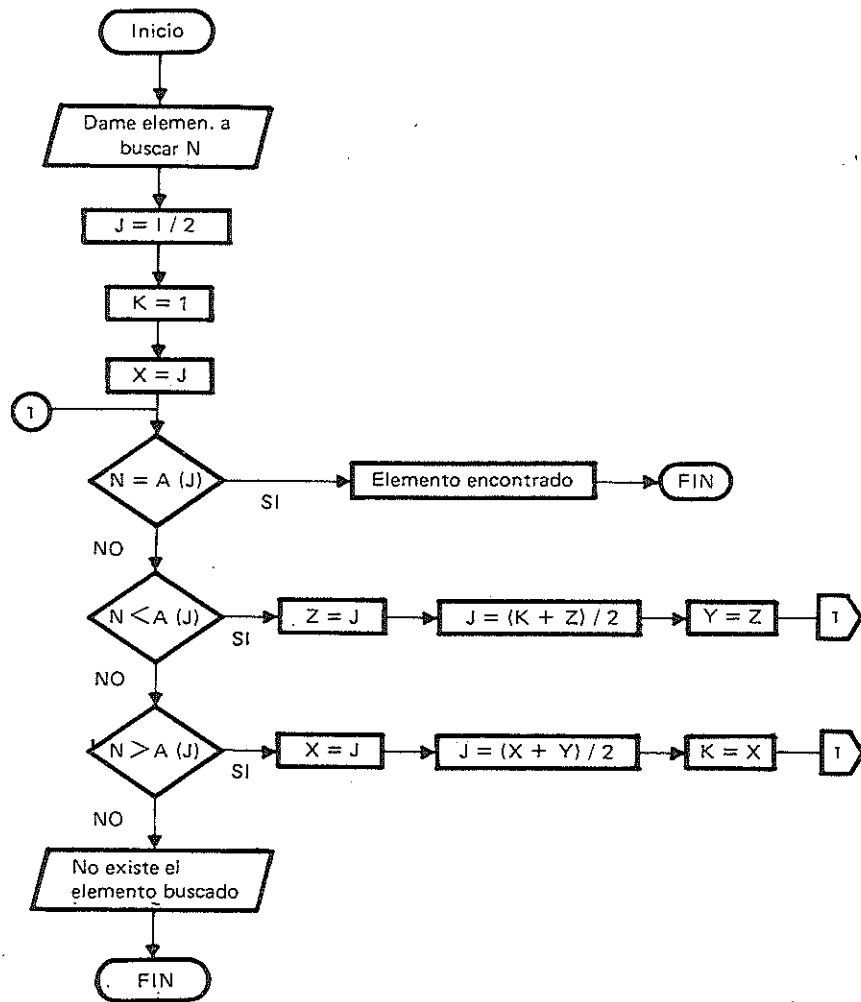 Inicio
Dame elemen. a
buscar N
J = I / 2
K = 1
X = J
1
N = A (J)
SI
Elemento encontrado
FIN
NO
N < A (J)
SI
Z = J
J = (K + Z) / 2
Y = Z
1
NO
N > A (J)
SI
X = J
J = (X + Y) / 2
K = X
1
NO
No existe el
elemento buscado
FIN